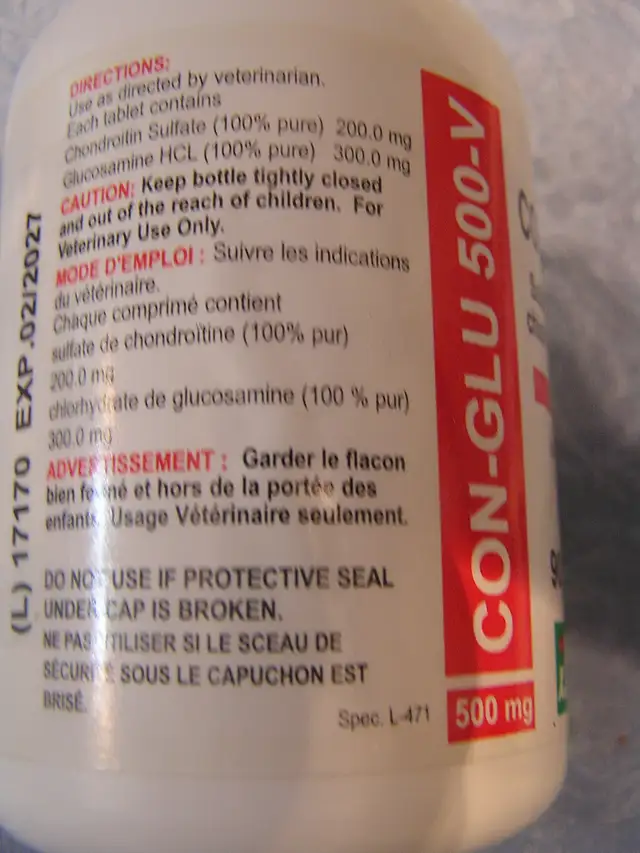 DIRECTIONS:
Use as directed by veterinarian.
Each tablet contains
Chondroitin Sulfate (100% pure) 200.0 mg
Glucosamine HCL (100% pure) 300.0 mg
CAUTION: Keep bottle tightly closed
and out of the reach of children. For
Veterinary Use Only.
MODE D'EMPLOI : Suivre les indications
du vétérinaire.
Chaque comprimé contient
sulfate de chondroïtine (100% pur)
200.0 mg
chlorhydrate de glucosamine (100 % pur)
300.0 mg
ADVERTISSEMENT : Garder le flacon
bien fermé et hors de la portée des
enfants. Usage Vétérinaire seulement.
DO NOT USE IF PROTECTIVE SEAL
UNDER CAP IS BROKEN.
NE PAS UTILISER SI LE SCEAU DE
SÉCURITÉ SOUS LE CAPUCHON EST
BRISÉ.
Spec. L-471
(L) 17170 EXP.02/2027
CON-GLU 500-V
500 mg